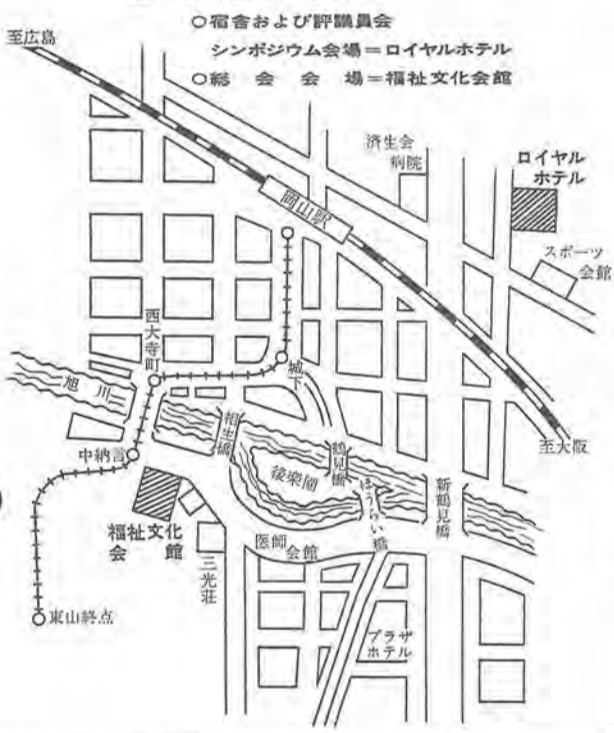 ○宿舎および評議員会
シンポジウム会場=ロイヤルホテル
○総会会場=福祉文化会館
至広島
済生会
病院
ロイヤル
ホテル
岡山駅
スポーツ
会館
西大寺町
城下
旭川
相生橋
鶴見橋
至大阪
中納言
後楽園
ほうらい橋
新鶴見橋
福祉文化
会館
医師
会館
三光荘
東山終点
プラザ
ホテル